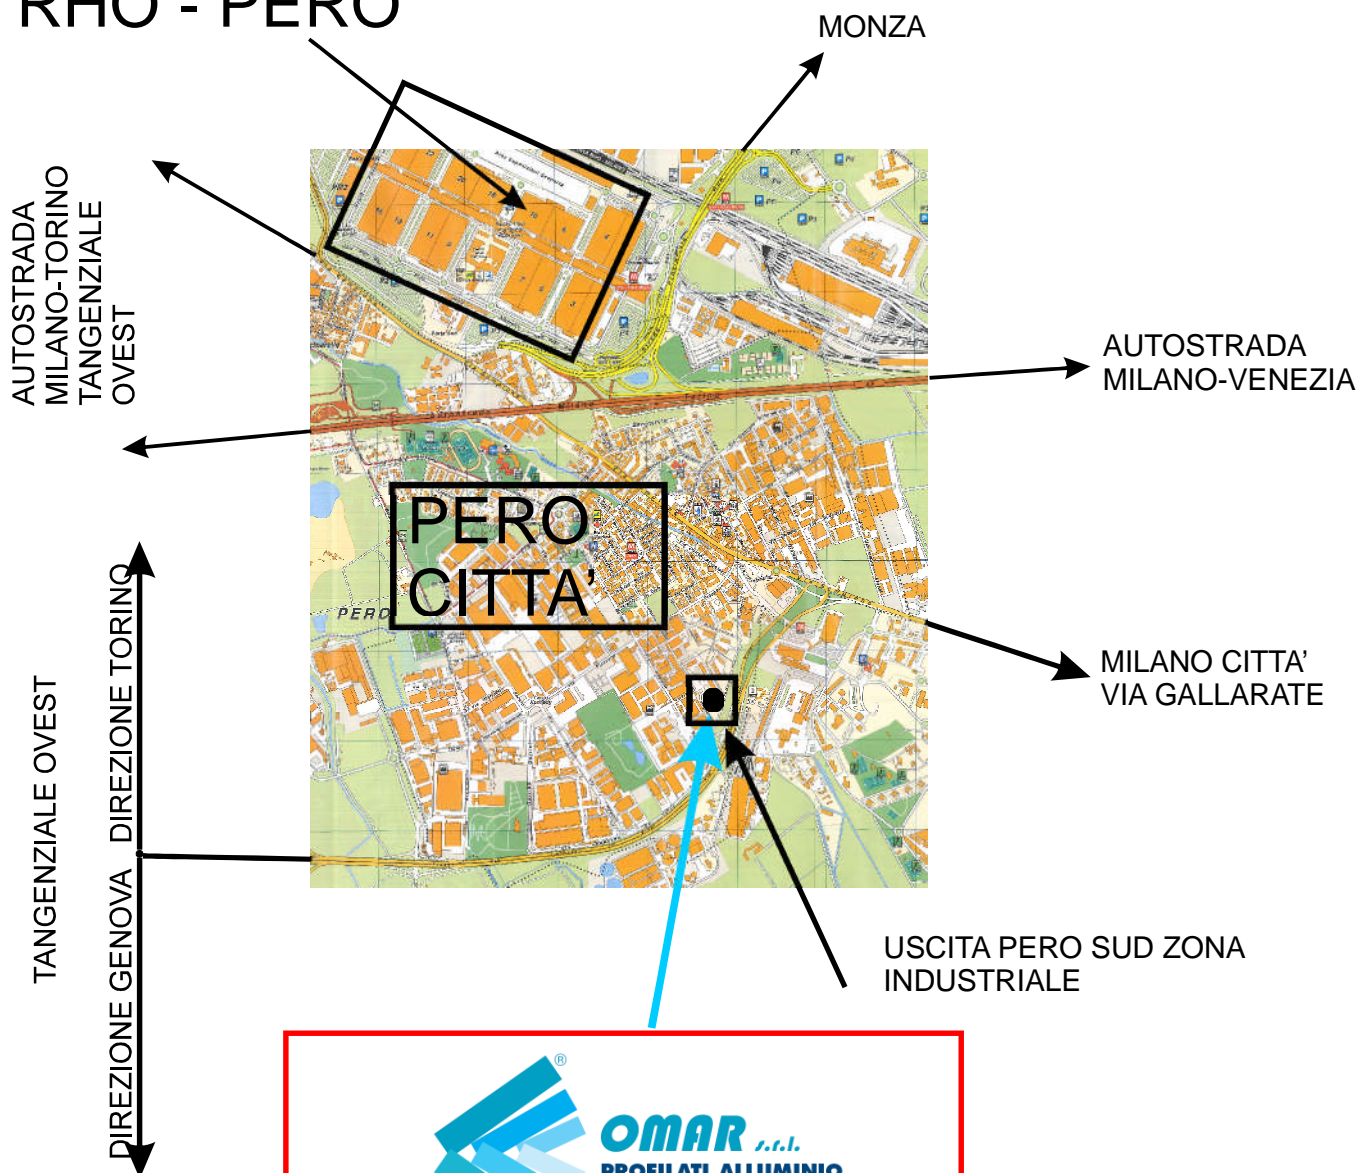 RHO - PERO
MONZA
AUTOSTRADA
MILANO-TORINO
TANGENZIALE
OVEST
AUTOSTRADA
MILANO-VENEZIA
PERO
CITTA’
PERO
MILANO CITTA’
VIA GALLARATE
TANGENZIALE OVEST
DIREZIONE GENOVA DIREZIONE TORINO
USCITA PERO SUD ZONA
INDUSTRIALE
®
OMAR s.r.l.
PROFILATI ALLUMINIO